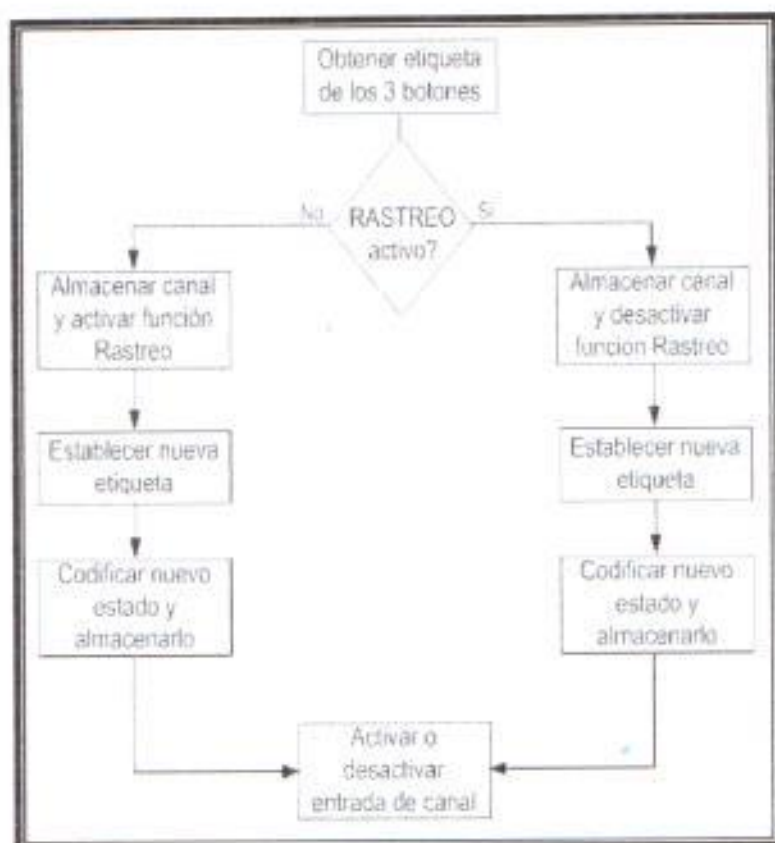 Obtener etiqueta
de los 3 botones
No
RASTREO
Si
activo?
Almacenar canal
y activar función
Rastreo
Almacenar canal
y desactivar
función Rastreo
Establecer nueva
etiqueta
Establecer nueva
etiqueta
Codificar nuevo
estado y
almacenarlo
Codificar nuevo
estado y
almacenarlo
Activar o
desactivar
entrada de canal